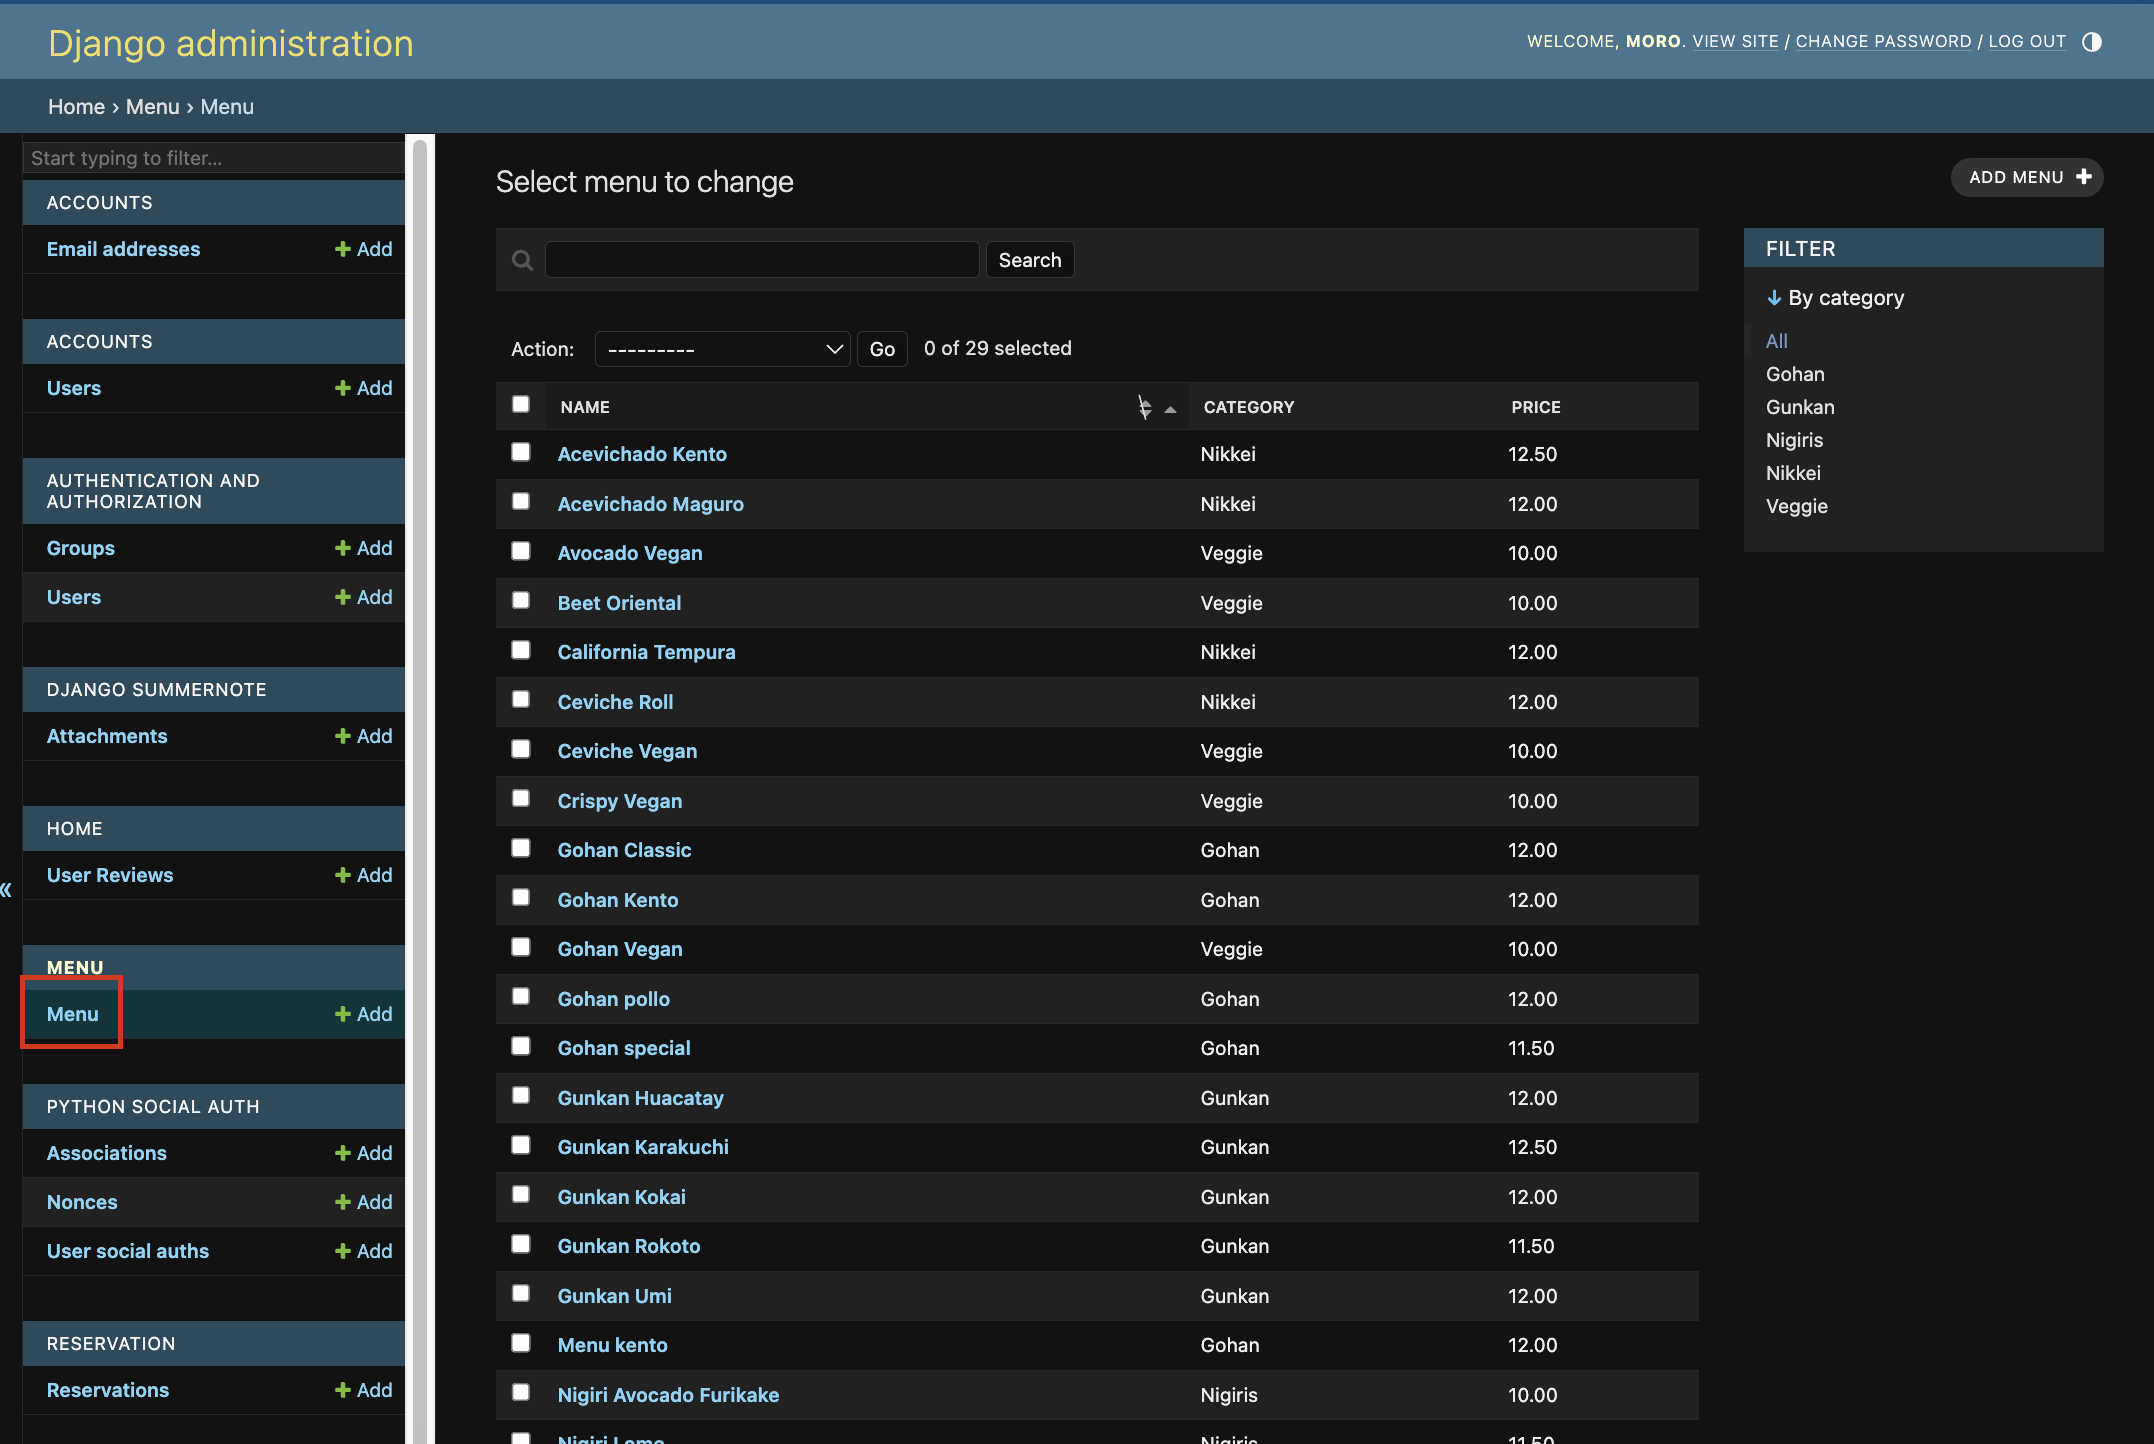 Django administration
WELCOME, MORO. VIEW SITE / CHANGE PASSWORD / LOG OUT
Home › Menu › Menu
Start typing to filter...
ACCOUNTS
Email addresses + Add
ACCOUNTS
Users + Add
AUTHENTICATION AND
AUTHORIZATION
Groups + Add
Users + Add
DJANGO SUMMERNOTE
Attachments + Add
HOME
User Reviews + Add
«
MENU
Menu + Add
PYTHON SOCIAL AUTH
Associations + Add
Nonces + Add
User social auths + Add
RESERVATION
Reservations + Add
Select menu to change
ADD MENU +
Search
Action: --------- Go 0 of 29 selected
NAME CATEGORY PRICE
Acevichado Kento Nikkei 12.50
Acevichado Maguro Nikkei 12.00
Avocado Vegan Veggie 10.00
Beet Oriental Veggie 10.00
California Tempura Nikkei 12.00
Ceviche Roll Nikkei 12.00
Ceviche Vegan Veggie 10.00
Crispy Vegan Veggie 10.00
Gohan Classic Gohan 12.00
Gohan Kento Gohan 12.00
Gohan Vegan Veggie 10.00
Gohan pollo Gohan 12.00
Gohan special Gohan 11.50
Gunkan Huacatay Gunkan 12.00
Gunkan Karakuchi Gunkan 12.50
Gunkan Kokai Gunkan 12.00
Gunkan Rokoto Gunkan 11.50
Gunkan Umi Gunkan 12.00
Menu kento Gohan 12.00
Nigiri Avocado Furikake Nigiris 10.00
Nigiri Lomo Nigiris 11.50
FILTER
↓ By category
All
Gohan
Gunkan
Nigiris
Nikkei
Veggie